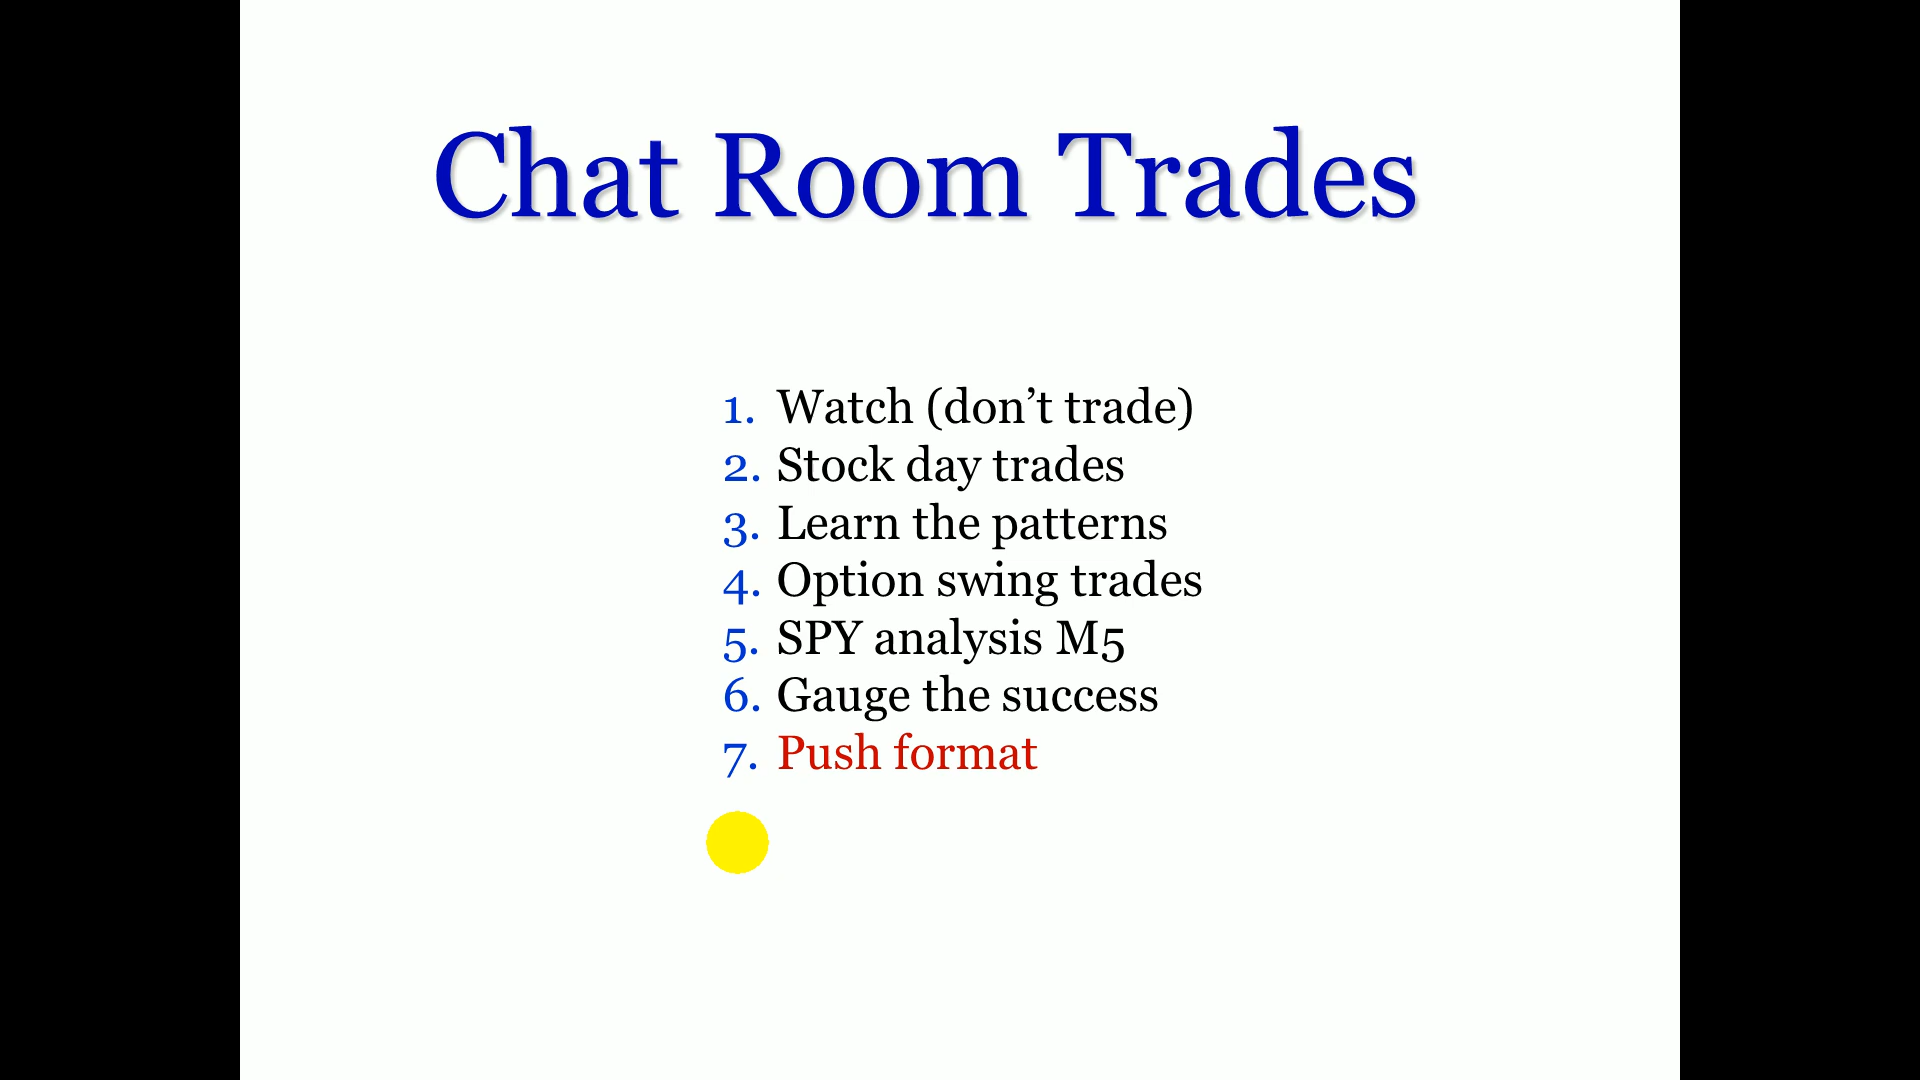 Chat Room Trades
1. Watch (don’t trade)
2. Stock day trades
3. Learn the patterns
4. Option swing trades
5. SPY analysis M5
6. Gauge the success
7. Push format